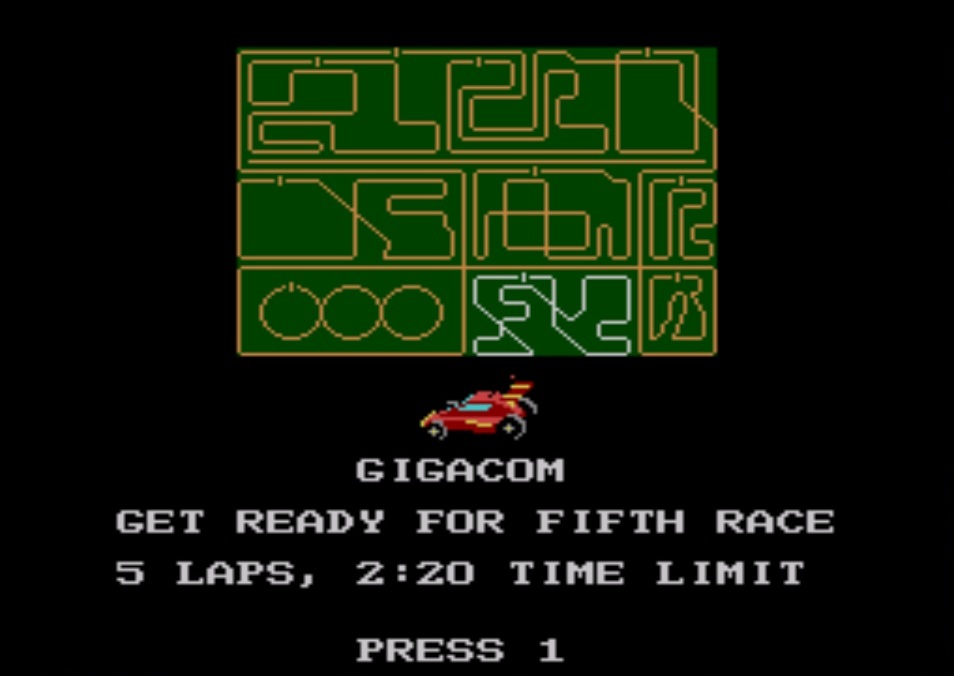 GIGACOM
GET READY FOR FIFTH RACE
5 LAPS, 2:20 TIME LIMIT
PRESS 1